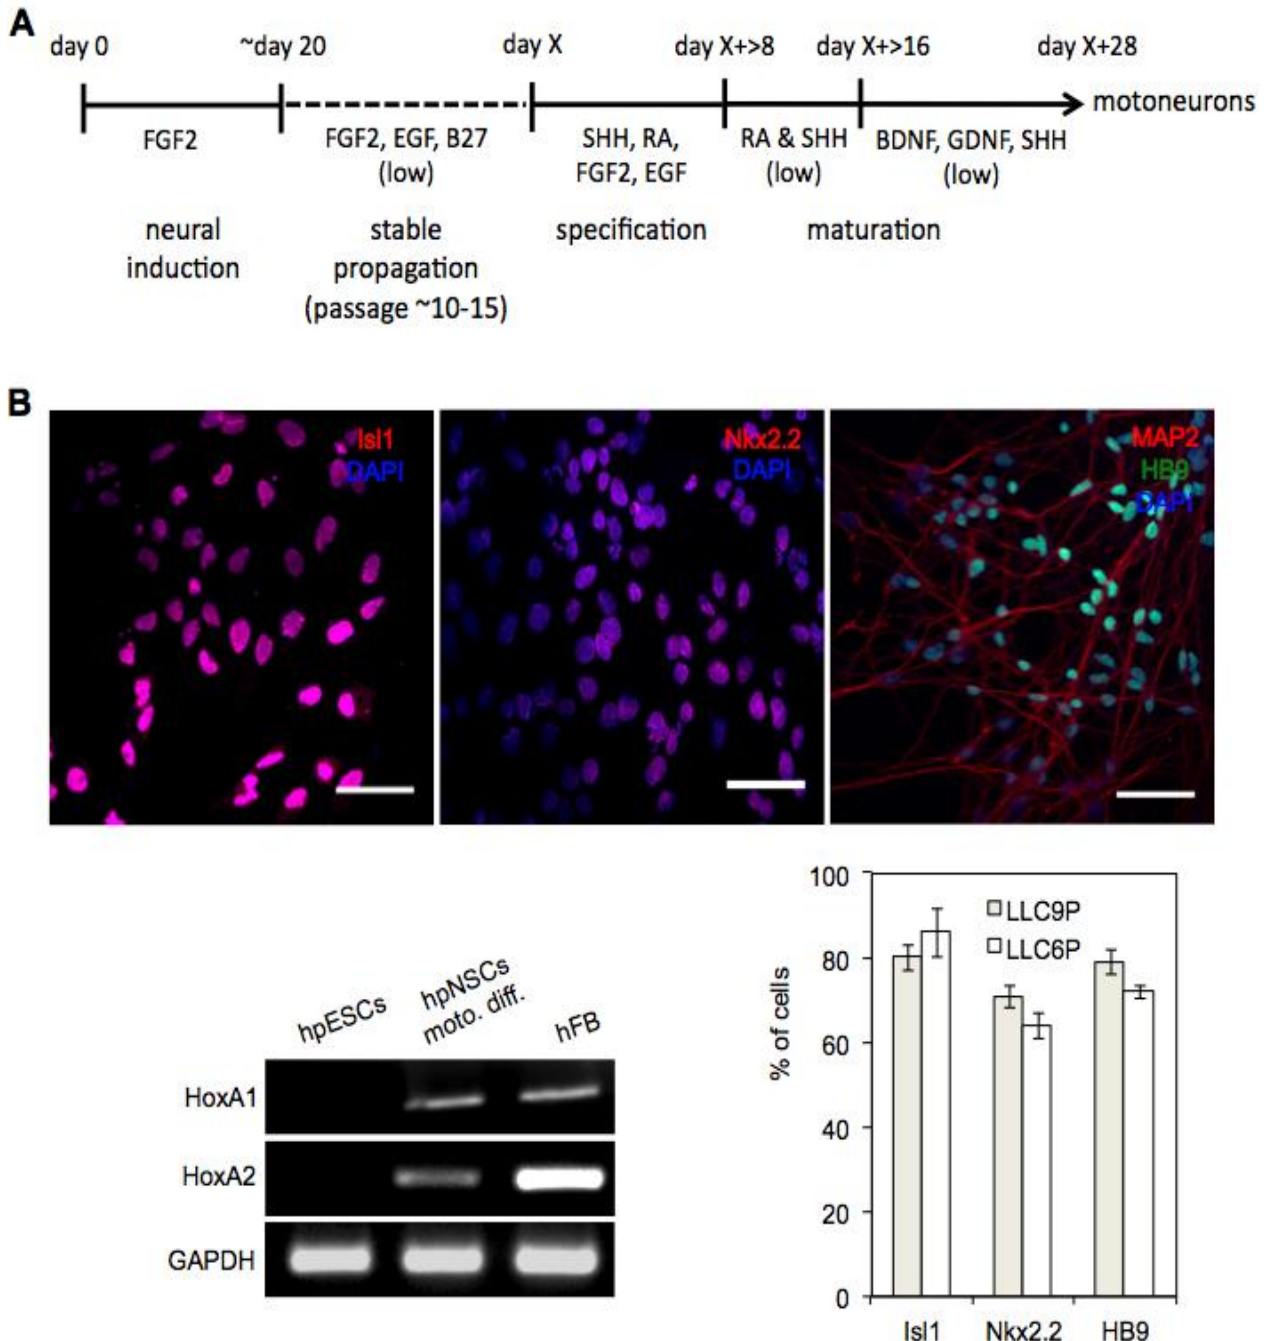 A
day 0 ~day 20 day X day X+>8 day X+>16 day X+28
motoneurons
FGF2 FGF2, EGF, B27 SHH, RA, RA & SHH BDNF, GDNF, SHH
(low) FGF2, EGF (low) (low)
neural stable specification maturation
induction propagation
(passage ~10-15)
B
Isl1 Nkx2.2 MAP2
DAPI DAPI HB9
DAPI
hpESCs hpNSCs moto. diff. hFB
HoxA1
HoxA2
GAPDH
100
LLC9P
LLC6P
80
60
40
20
0
% of cells
Isl1 Nkx2.2 HB9